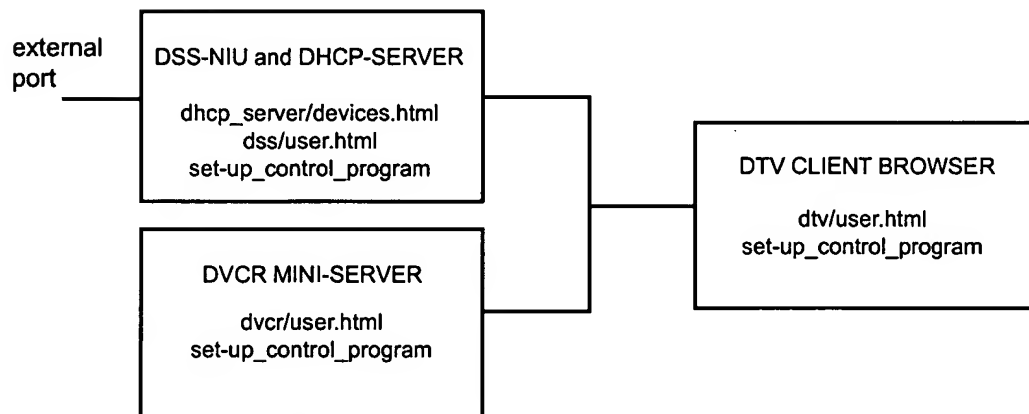 external
port
DSS-NIU and DHCP-SERVER
dhcp_server/devices.html
dss/user.html
set-up_control_program
DVCR MINI-SERVER
dvcr/user.html
set-up_control_program
DTV CLIENT BROWSER
dtv/user.html
set-up_control_program